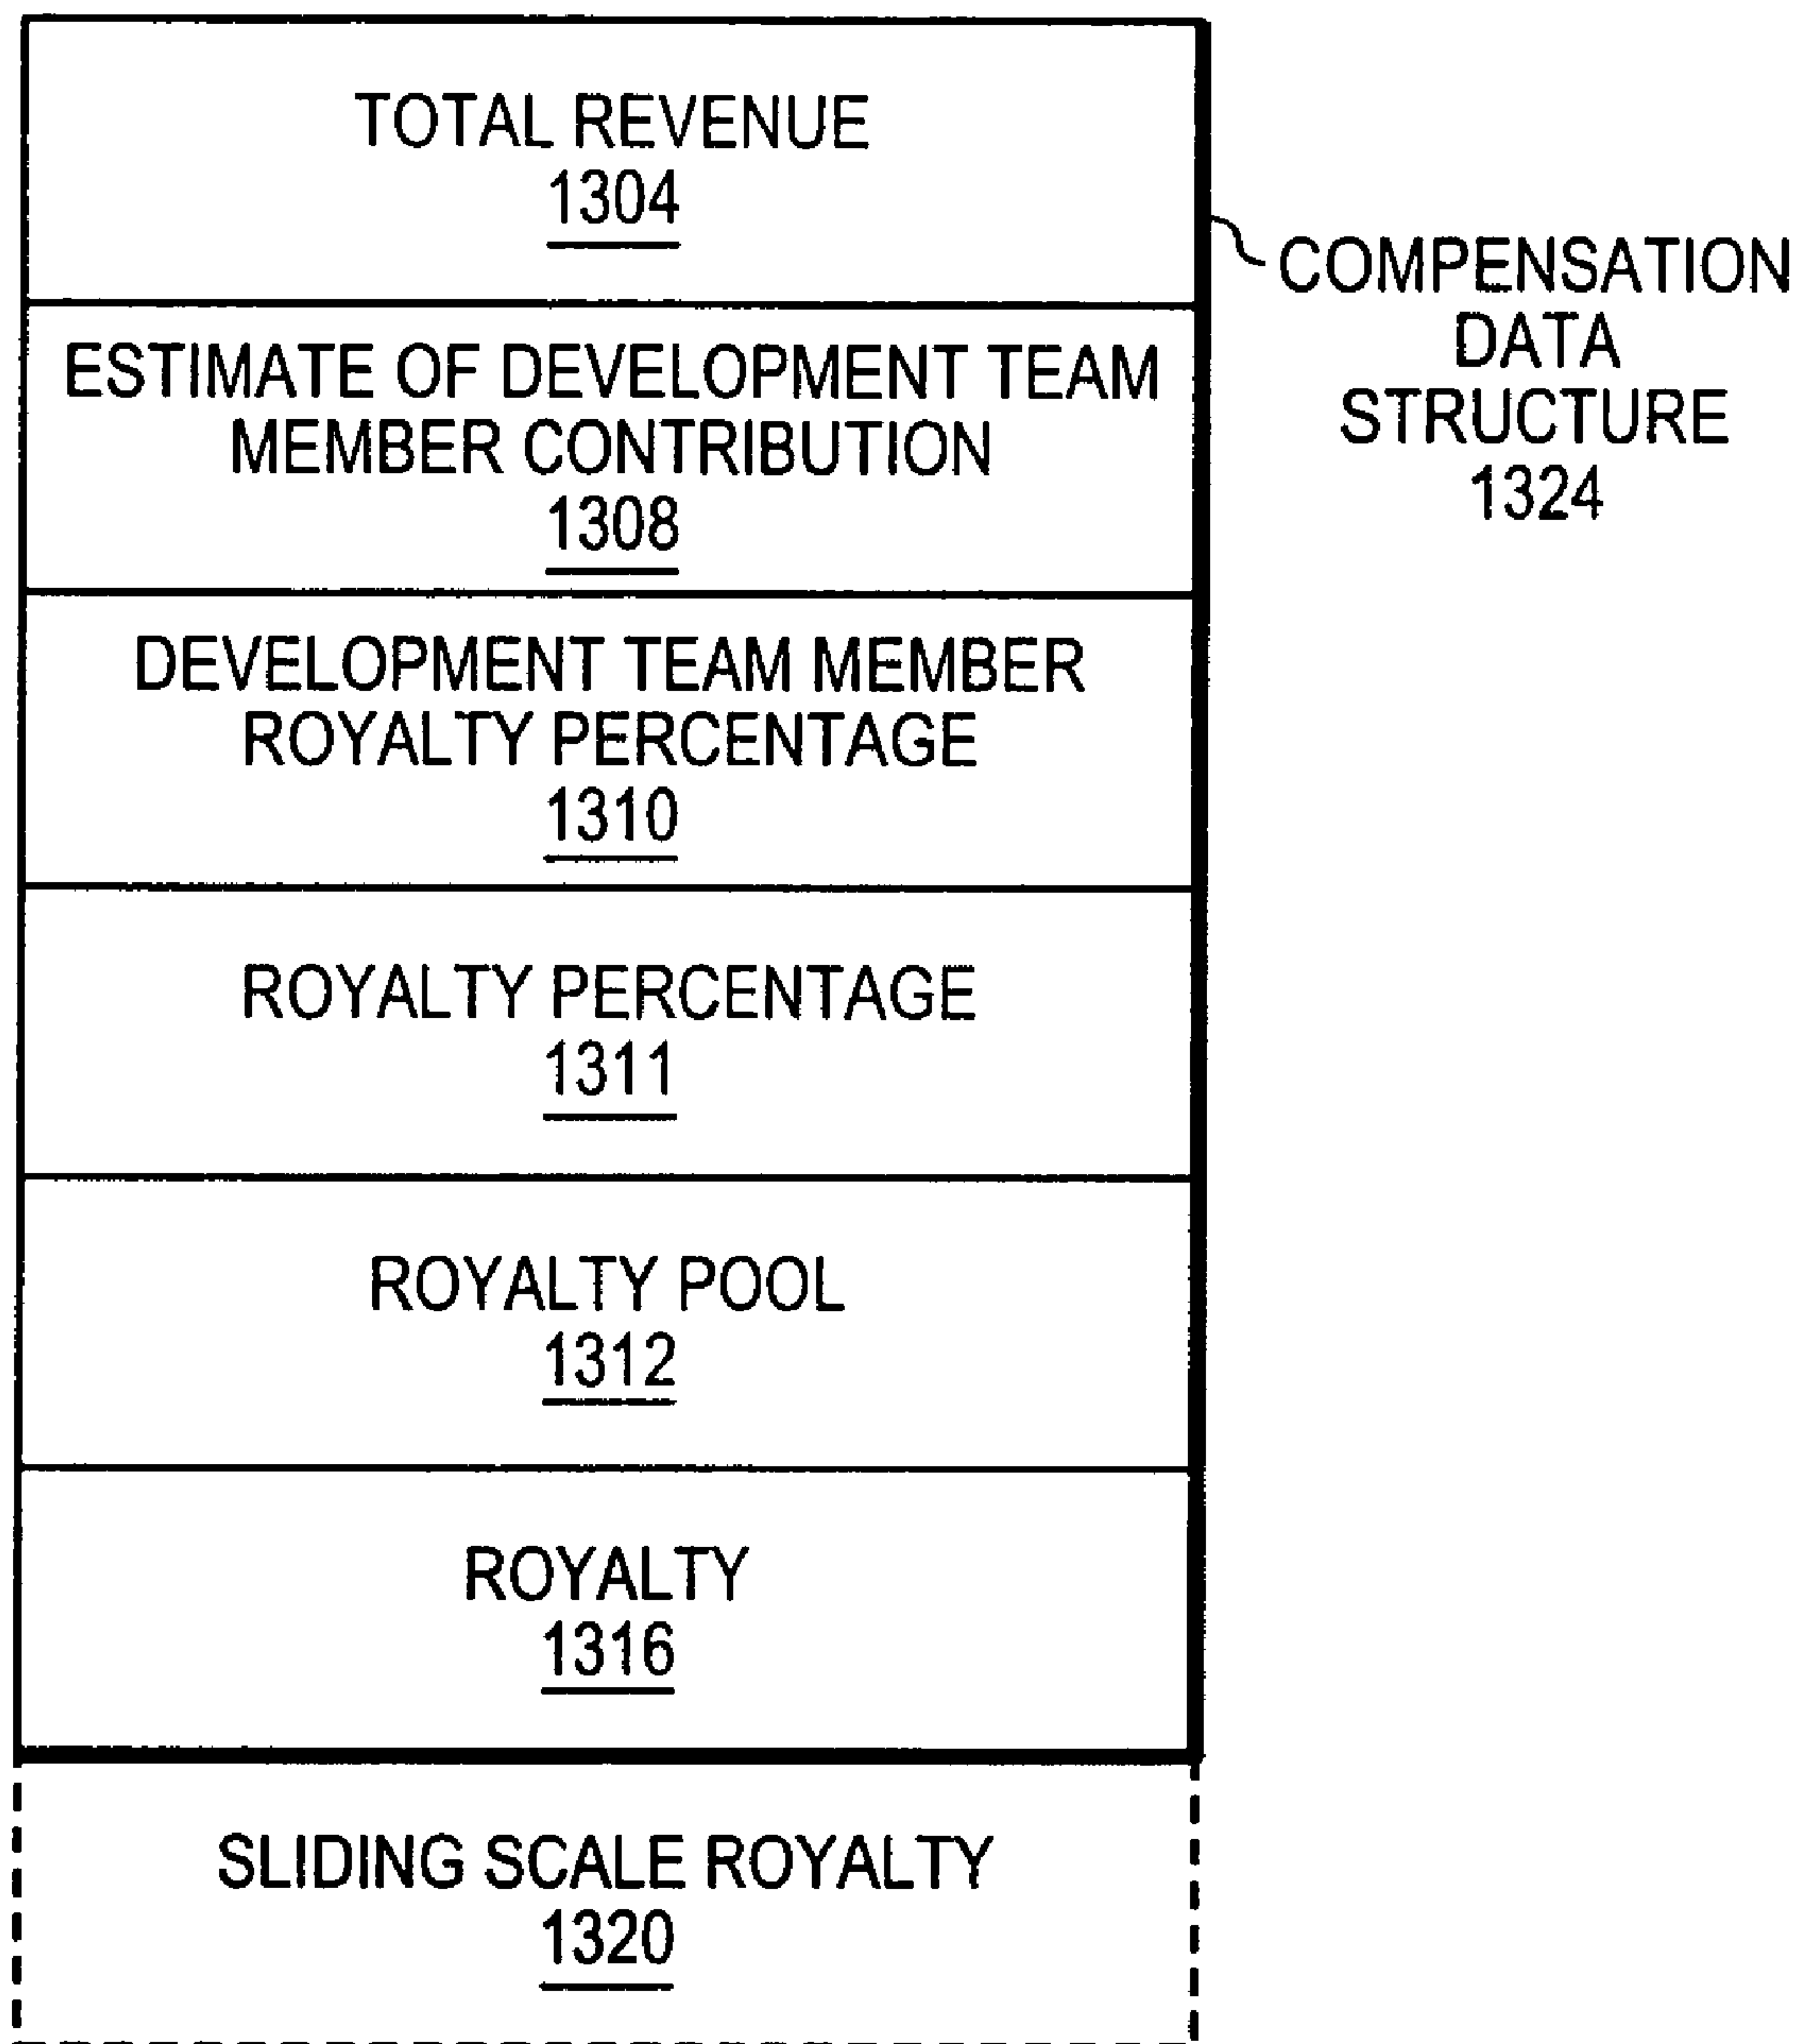 TOTAL REVENUE
1304
ESTIMATE OF DEVELOPMENT TEAM
MEMBER CONTRIBUTION
1308
DEVELOPMENT TEAM MEMBER
ROYALTY PERCENTAGE
1310
ROYALTY PERCENTAGE
1311
ROYALTY POOL
1312
ROYALTY
1316
SLIDING SCALE ROYALTY
1320
COMPENSATION
DATA
STRUCTURE
1324